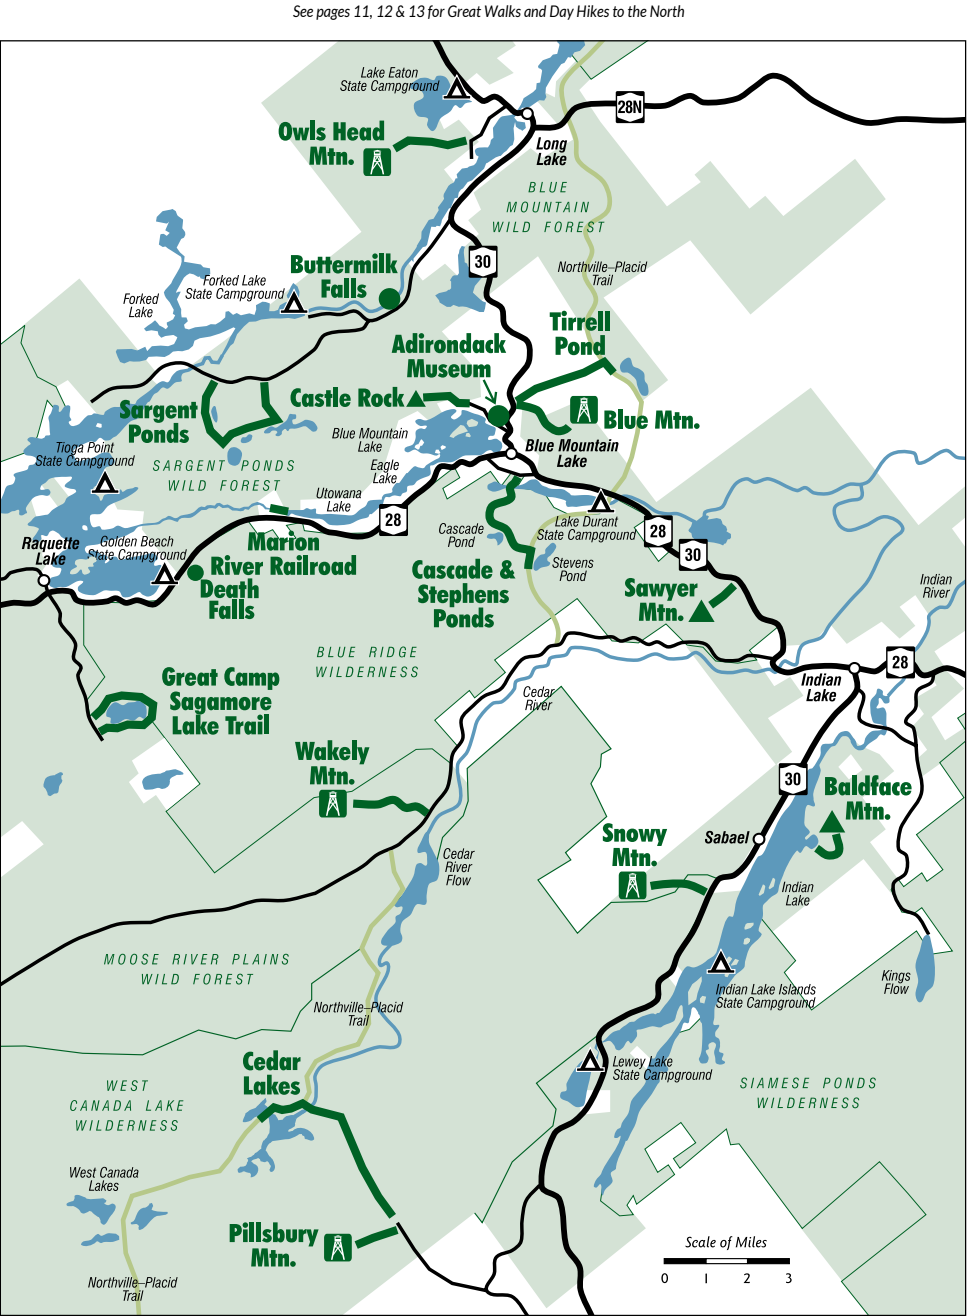 See pages 11, 12 & 13 for Great Walks and Day Hikes to the North
Lake Eaton
State Campground
28N
Owls Head
Mtn.
Long
Lake
BLUE
MOUNTAIN
WILD FOREST
30
Buttermilk
Falls
Northville–Placid
Trail
Forked Lake
State Campground
Forked
Lake
Tirrell
Pond
Adirondack
Museum
Castle Rock
Sargent
Ponds
Blue Mtn.
Blue Mountain
Lake
Blue Mountain
Lake
Tioga Point
State Campground
SARGENT PONDS
WILD FOREST
Eagle
Lake
Utowana
Lake
28
Lake Durant
State Campground
28
30
Cascade
Pond
Stevens
Pond
Raquette
Lake
Golden Beach
State Campground
Marion
River Railroad
Death
Falls
Cascade &
Stephens
Ponds
Sawyer
Mtn.
Indian
River
BLUE RIDGE
WILDERNESS
28
Indian
Lake
Great Camp
Sagamore
Lake Trail
Cedar
River
Wakely
Mtn.
30
Baldface
Mtn.
Snowy
Mtn.
Sabael
Cedar
River
Flow
Indian
Lake
MOOSE RIVER PLAINS
WILD FOREST
Kings
Flow
Indian Lake Islands
State Campground
Northville–Placid
Trail
Cedar
Lakes
Lewey Lake
State Campground
WEST
CANADA LAKE
WILDERNESS
SIAMESE PONDS
WILDERNESS
West Canada
Lakes
Pillsbury
Mtn.
Scale of Miles
0 1 2 3
Northville–Placid
Trail